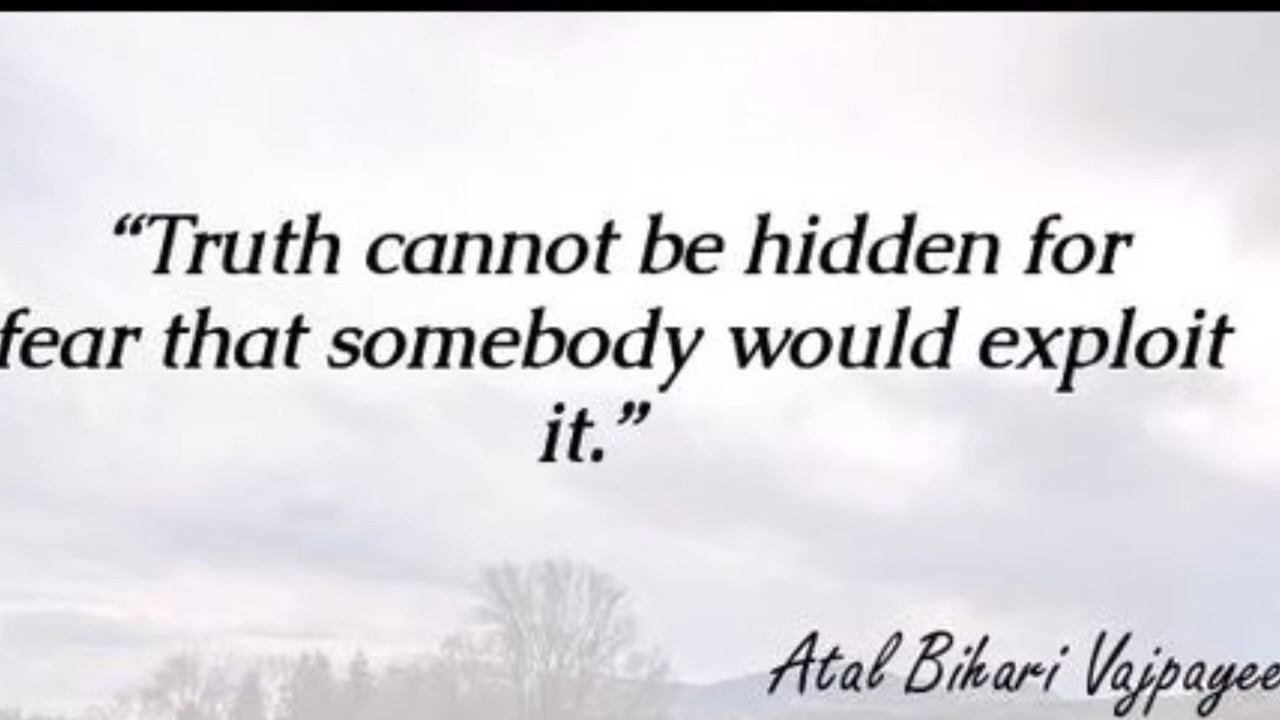 “Truth cannot be hidden for
fear that somebody would exploit
it.”
Atal Bihari Vajpayee